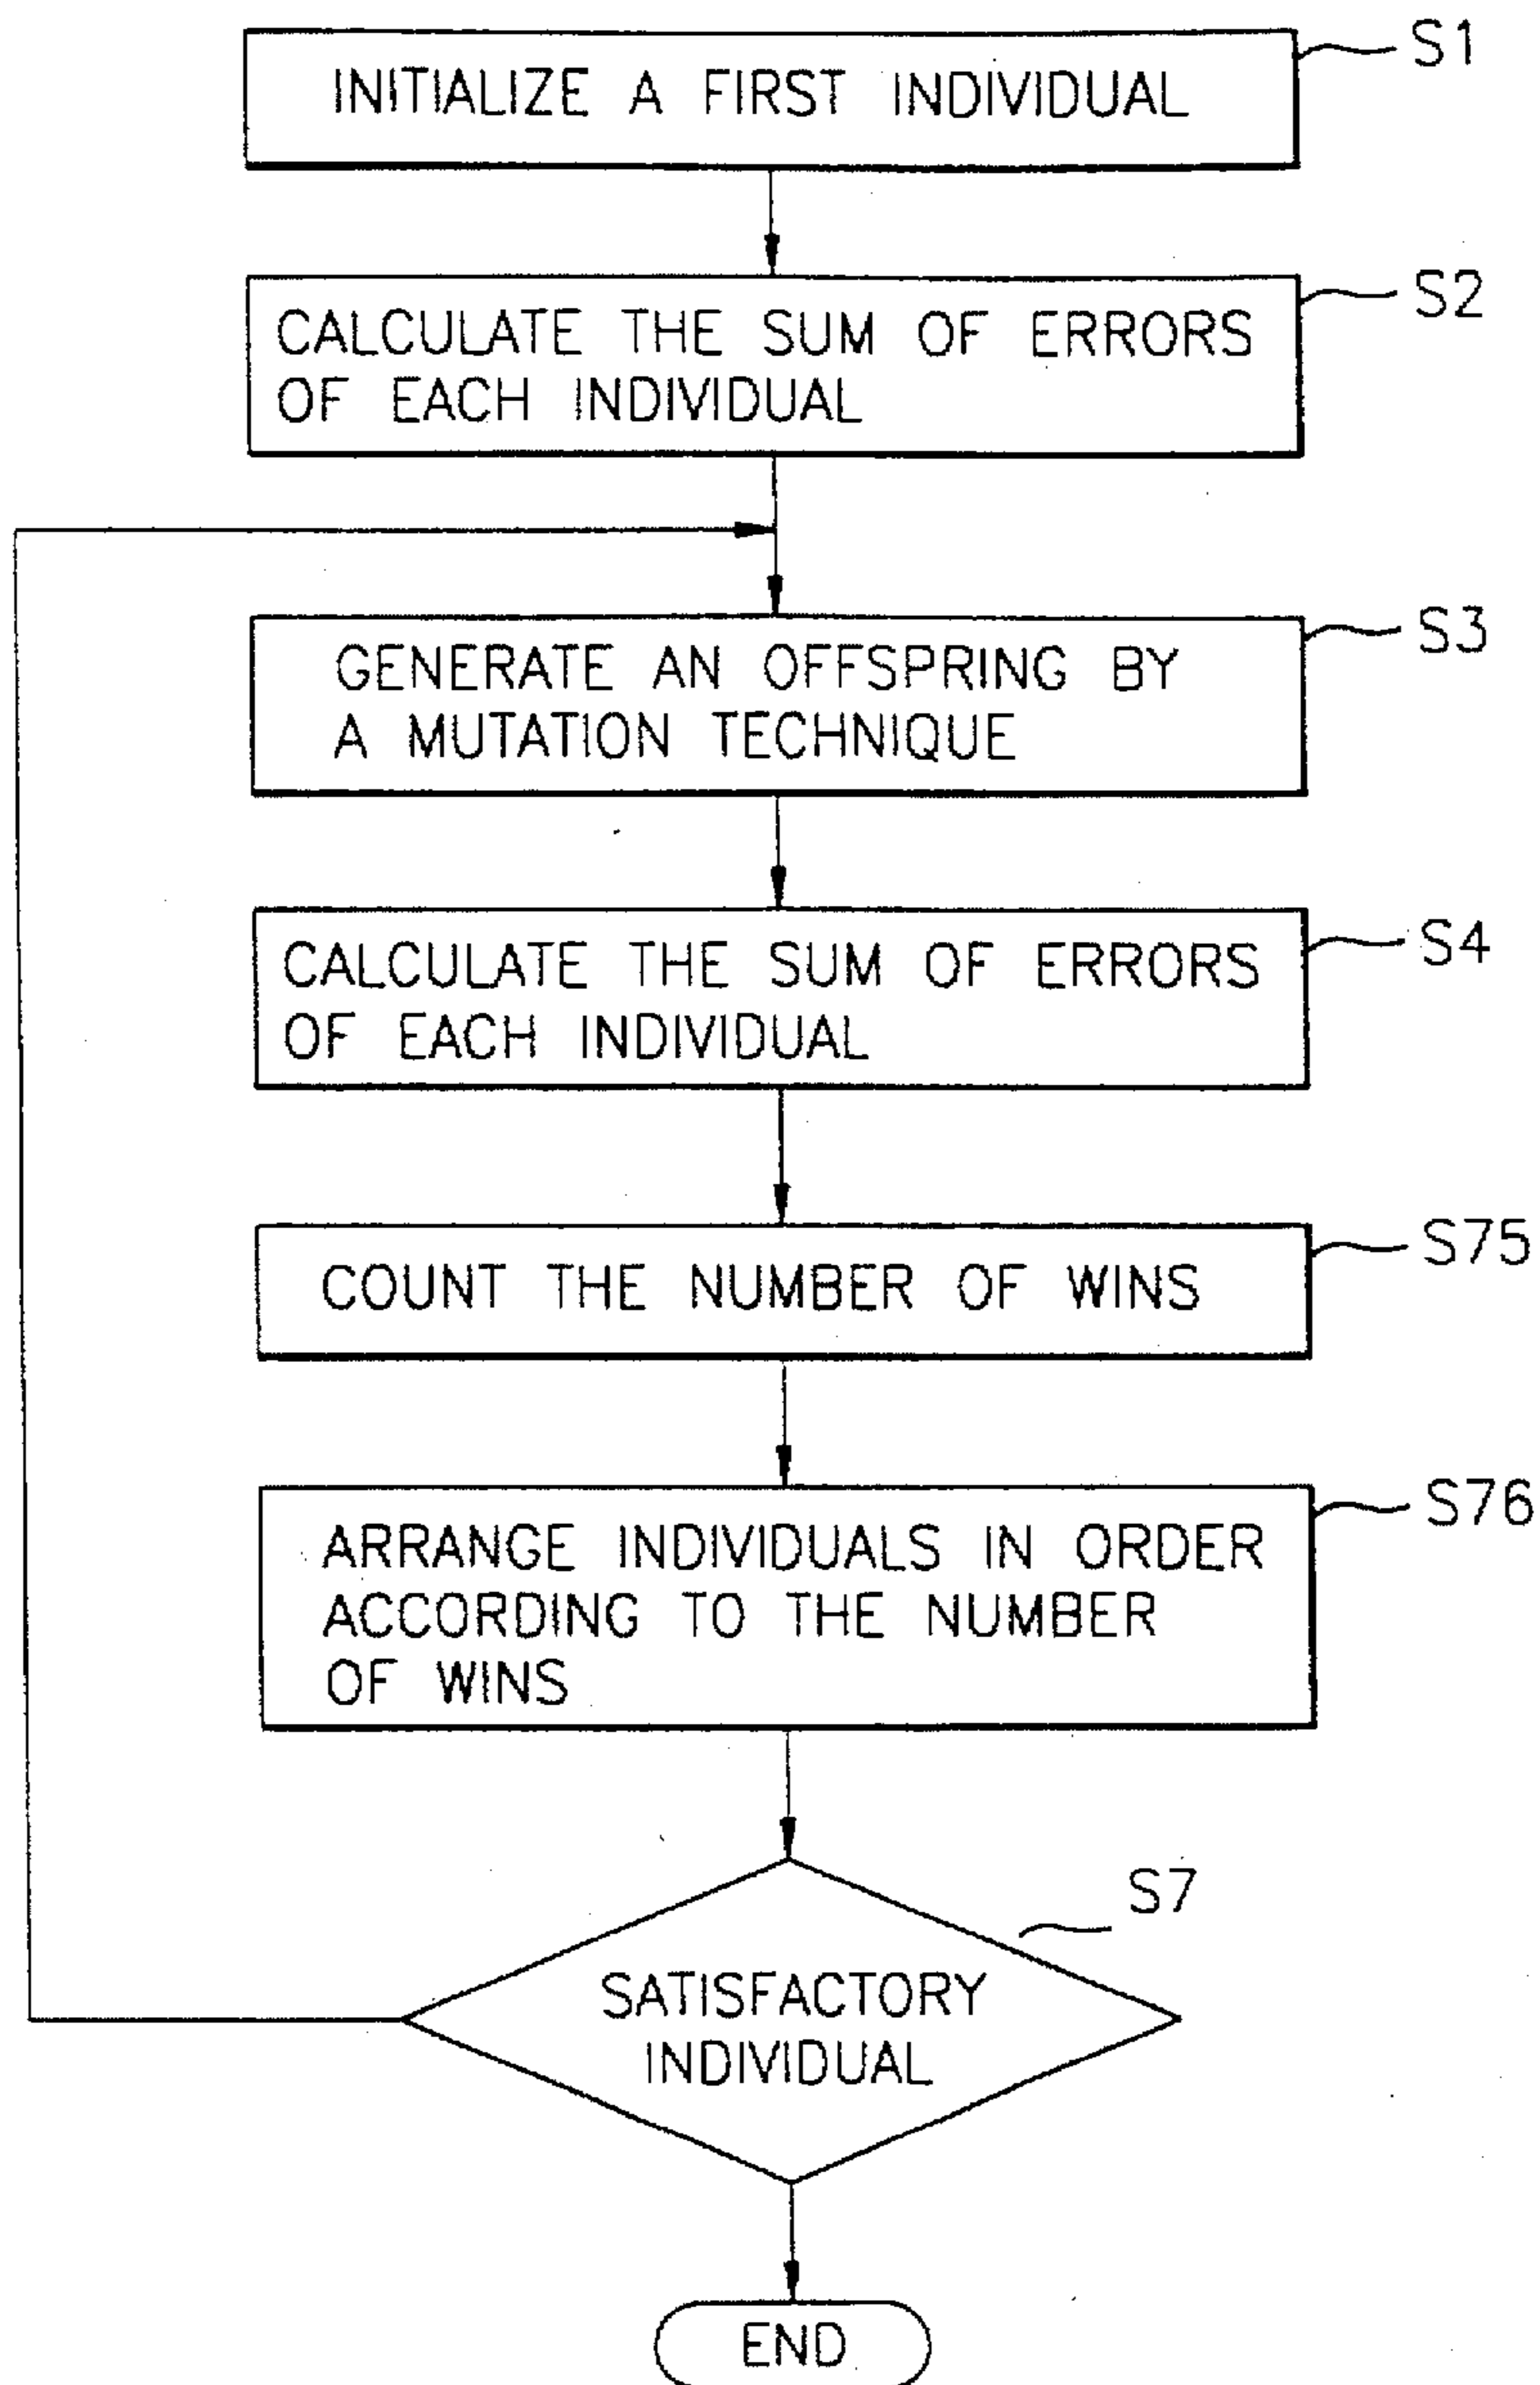 INITIALIZE A FIRST INDIVIDUAL
S1
CALCULATE THE SUM OF ERRORS
OF EACH INDIVIDUAL
S2
GENERATE AN OFFSPRING BY
A MUTATION TECHNIQUE
S3
CALCULATE THE SUM OF ERRORS
OF EACH INDIVIDUAL
S4
COUNT THE NUMBER OF WINS
S75
ARRANGE INDIVIDUALS IN ORDER
ACCORDING TO THE NUMBER
OF WINS
S76
SATISFACTORY
INDIVIDUAL
S7
END